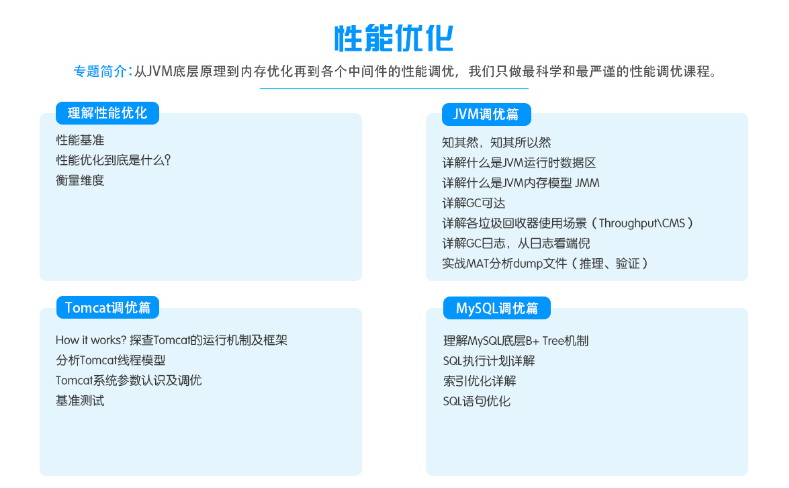 性能优化
专题简介：从JVM底层原理到内存优化再到各个中间件的性能调优，我们只做最科学和最严谨的性能调优课程。
理解性能优化
性能基准
性能优化到底是什么？
衡量维度
JVM调优篇
知其然，知其所以然
详解什么是JVM运行时数据区
详解什么是JVM内存模型 JMM
详解GC可达
详解各垃圾回收器使用场景（Throughput\CMS）
详解GC日志，从日志看端倪
实战MAT分析dump文件（推理、验证）
Tomcat调优篇
How it works? 探查Tomcat的运行机制及框架
分析Tomcat线程模型
Tomcat系统参数认识及调优
基准测试
MySQL调优篇
理解MySQL底层B+ Tree机制
SQL执行计划详解
索引优化详解
SQL语句优化